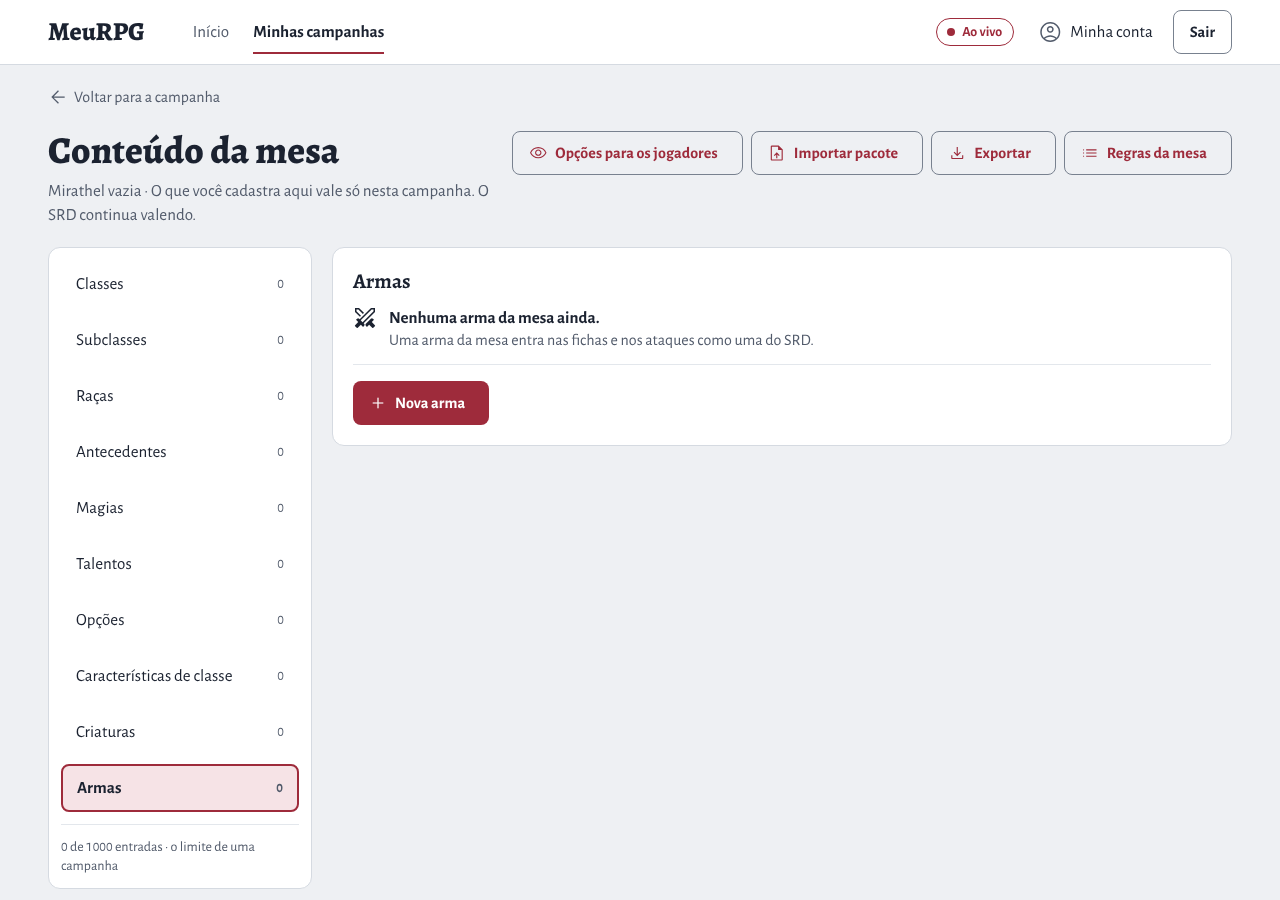 MeuRPG
Início
Minhas campanhas
Ao vivo
Minha conta
Sair
Voltar para a campanha
Conteúdo da mesa
Mirathel vazia · O que você cadastra aqui vale só nesta campanha. O
SRD continua valendo.
Opções para os jogadores
Importar pacote
Exportar
Regras da mesa
Classes 0
Subclasses 0
Raças 0
Antecedentes 0
Magias 0
Talentos 0
Opções 0
Características de classe 0
Criaturas 0
Armas 0
0 de 1000 entradas · o limite de uma
campanha
Armas
Nenhuma arma da mesa ainda.
Uma arma da mesa entra nas fichas e nos ataques como uma do SRD.
Nova arma